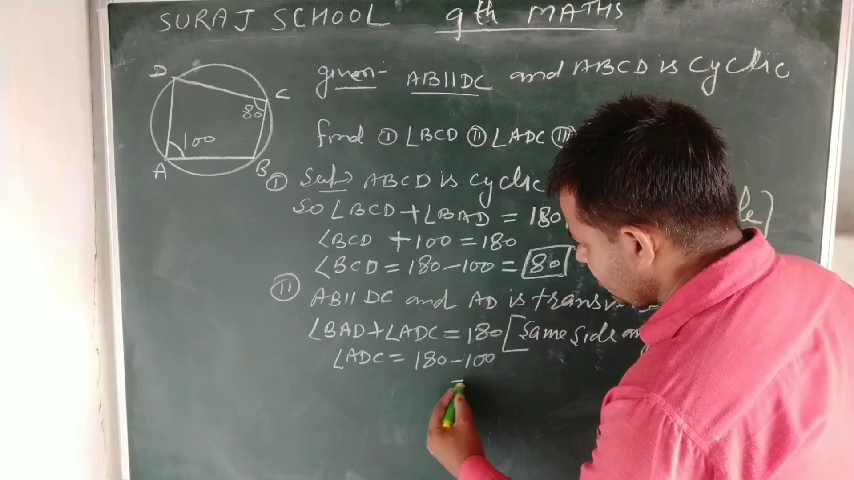 SURAJ SCHOOL 9th MATHS
given:- AB||DC and ABCD is cyclic
find ① ∠BCD ② ∠ADC ③
D
C
80
100
A
B
① Sol> ABCD is cyclic
So ∠BCD + ∠BAD = 180
∠BCD + 100 = 180
∠BCD = 180 - 100 = 80
② AB||DC and AD is
∠BAD + ∠ADC = 180 [Same side
∠ADC = 180 - 100
=